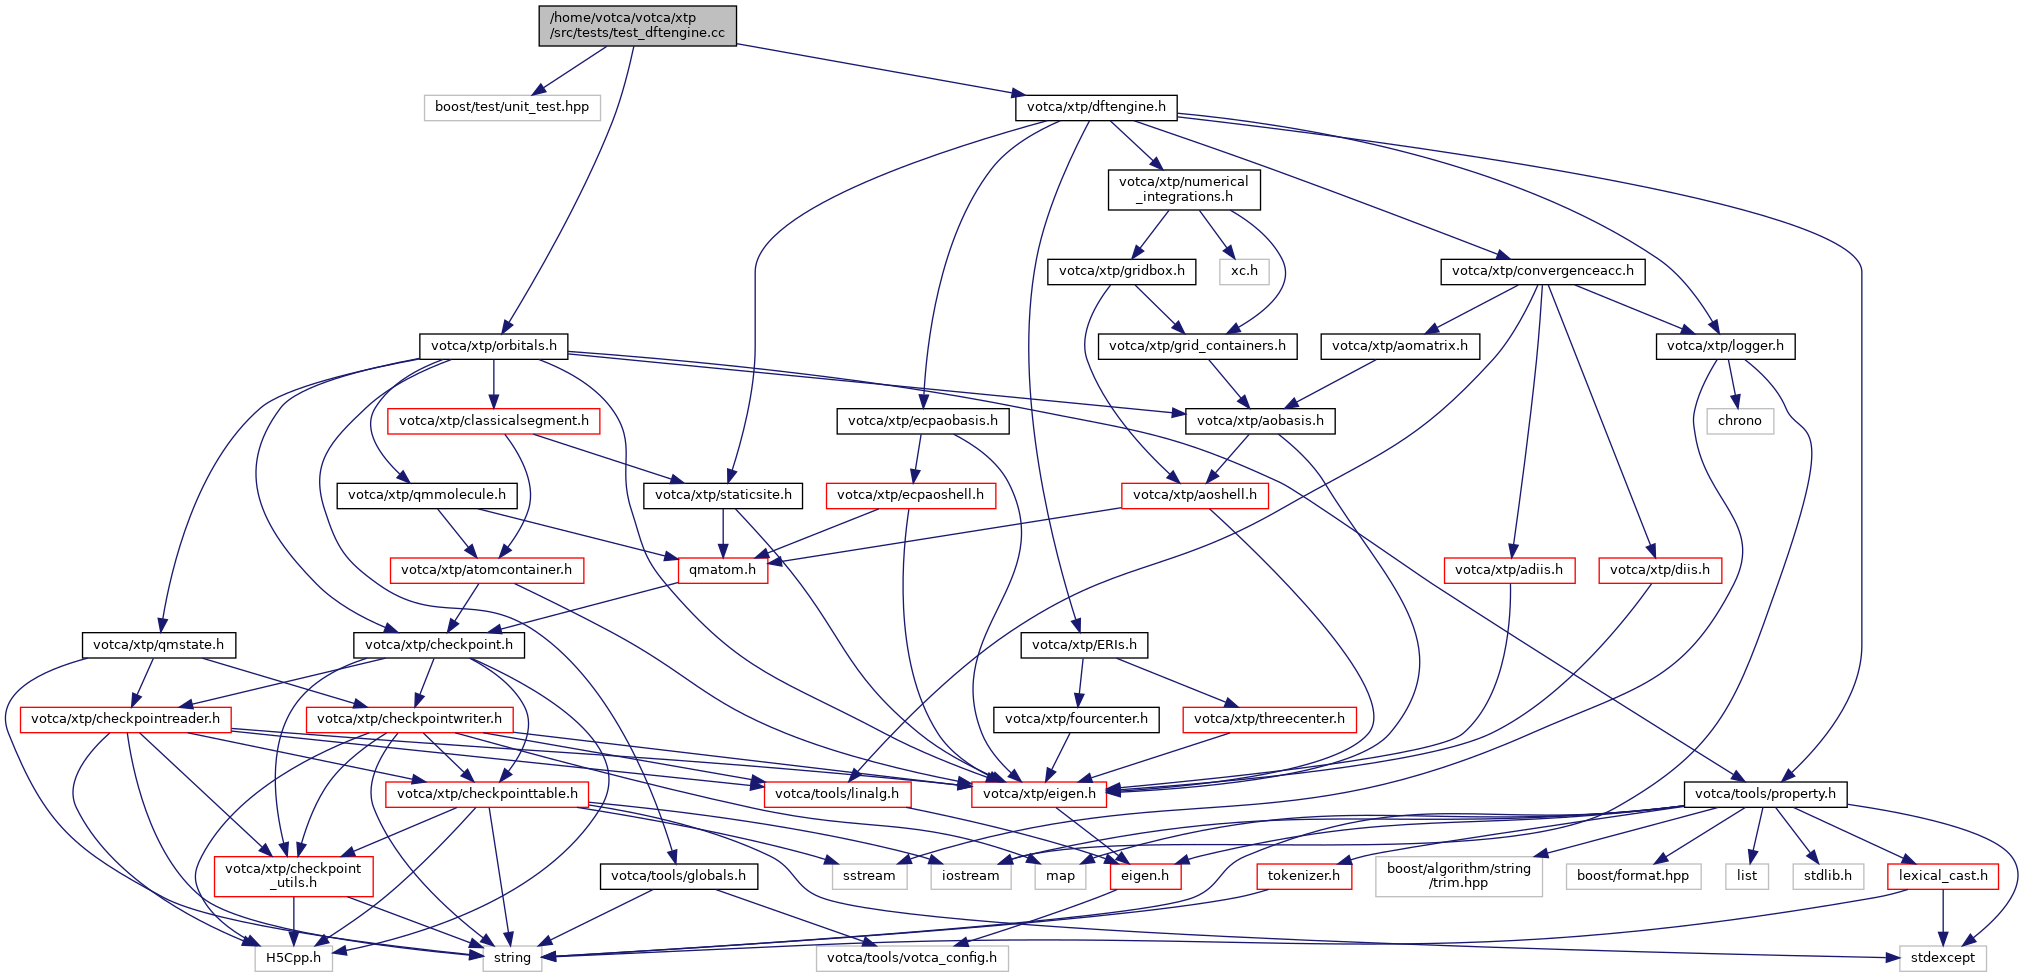 /home/votca/votca/xtp
/src/tests/test_dftengine.cc
boost/test/unit_test.hpp
votca/xtp/dftengine.h
votca/xtp/numerical
_integrations.h
votca/xtp/gridbox.h
xc.h
votca/xtp/convergenceacc.h
votca/xtp/orbitals.h
votca/xtp/grid_containers.h
votca/xtp/aomatrix.h
votca/xtp/logger.h
votca/xtp/classicalsegment.h
votca/xtp/ecpaobasis.h
votca/xtp/aobasis.h
chrono
votca/xtp/qmmolecule.h
votca/xtp/staticsite.h
votca/xtp/ecpaoshell.h
votca/xtp/aoshell.h
votca/xtp/atomcontainer.h
qmatom.h
votca/xtp/adiis.h
votca/xtp/diis.h
votca/xtp/qmstate.h
votca/xtp/checkpoint.h
votca/xtp/ERIs.h
votca/xtp/checkpointreader.h
votca/xtp/checkpointwriter.h
votca/xtp/fourcenter.h
votca/xtp/threecenter.h
votca/xtp/checkpointtable.h
votca/tools/linalg.h
votca/xtp/eigen.h
votca/tools/property.h
votca/xtp/checkpoint
_utils.h
votca/tools/globals.h
sstream
iostream
map
eigen.h
tokenizer.h
boost/algorithm/string
/trim.hpp
boost/format.hpp
list
stdlib.h
lexical_cast.h
H5Cpp.h
string
votca/tools/votca_config.h
stdexcept